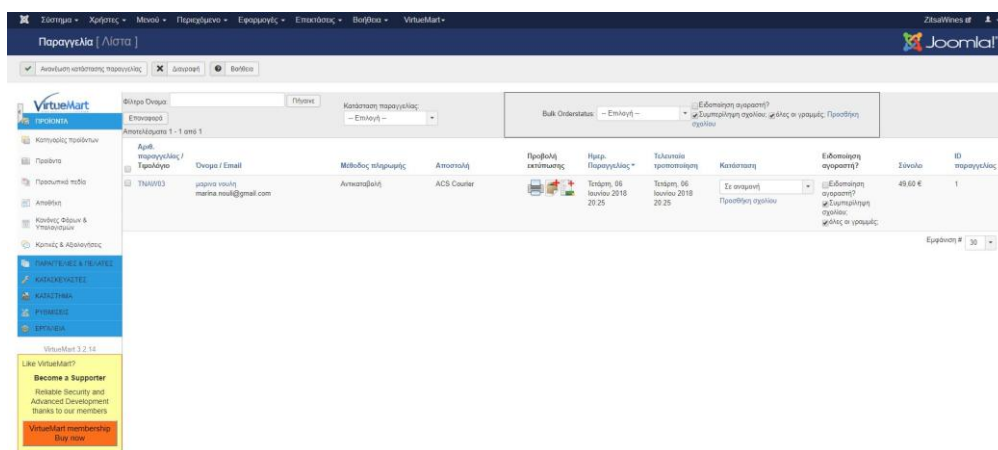 Σύστημα Χρήστες Μενού Περιεχόμενο Εφαρμογές Επεκτάσεις Βοήθεια VirtueMart ZitsaWines
Παραγγελία [ Λίστα ] Joomla!
Ανανέωση κατάστασης παραγγελίας Διαγραφή Βοήθεια
VirtueMart
ΠΡΟΪΟΝΤΑ
Κατηγορίες προϊόντων
Προϊόντα
Προσωπικά πεδία
Αποθήκη
Κανόνες Φόρων &
Υπολογισμών
Κριτικές & Αξιολογήσεις
ΠΑΡΑΓΓΕΛΙΕΣ & ΠΕΛΑΤΕΣ
ΚΑΤΑΣΚΕΥΑΣΤΕΣ
ΚΑΤΑΣΤΗΜΑ
ΡΥΘΜΙΣΕΙΣ
ΕΡΓΑΛΕΙΑ
VirtueMart 3.2.14
Like VirtueMart?
Become a Supporter
Reliable Security and
Advanced Development
thanks to our members
VirtueMart membership
Buy now
Φίλτρο Όνομα: Πήγαινε
Επαναφορά
Αποτελέσματα 1 - 1 από 1
Κατάσταση παραγγελίας:
-- Επιλογή --
Bulk Orderstatus: -- Επιλογή --
Ειδοποίηση αγοραστή?
Συμπερίληψη σχολίου; όλες οι γραμμές; Προσθήκη
σχολίου
Αριθ.
παραγγελίας /
Τιμολόγιο
Όνομα / Email
Μέθοδος πληρωμής
Αποστολή
Προβολή
εκτύπωσης
Ημερ.
Παραγγελίας
Τελευταία
τροποποίηση
Κατάσταση
Ειδοποίηση
αγοραστή?
Σύνολο
ID
παραγγελίας
TNAW03
μαρινα νουλη
marina.nouli@gmail.com
Αντικαταβολή
ACS Courier
Τετάρτη, 06
Ιουνίου 2018
20:25
Τετάρτη, 06
Ιουνίου 2018
20:25
Σε αναμονή
Προσθήκη σχολίου
Ειδοποίηση
αγοραστή?
Συμπερίληψη
σχολίου;
όλες οι γραμμές;
49,60 €
1
Εμφάνιση # 30